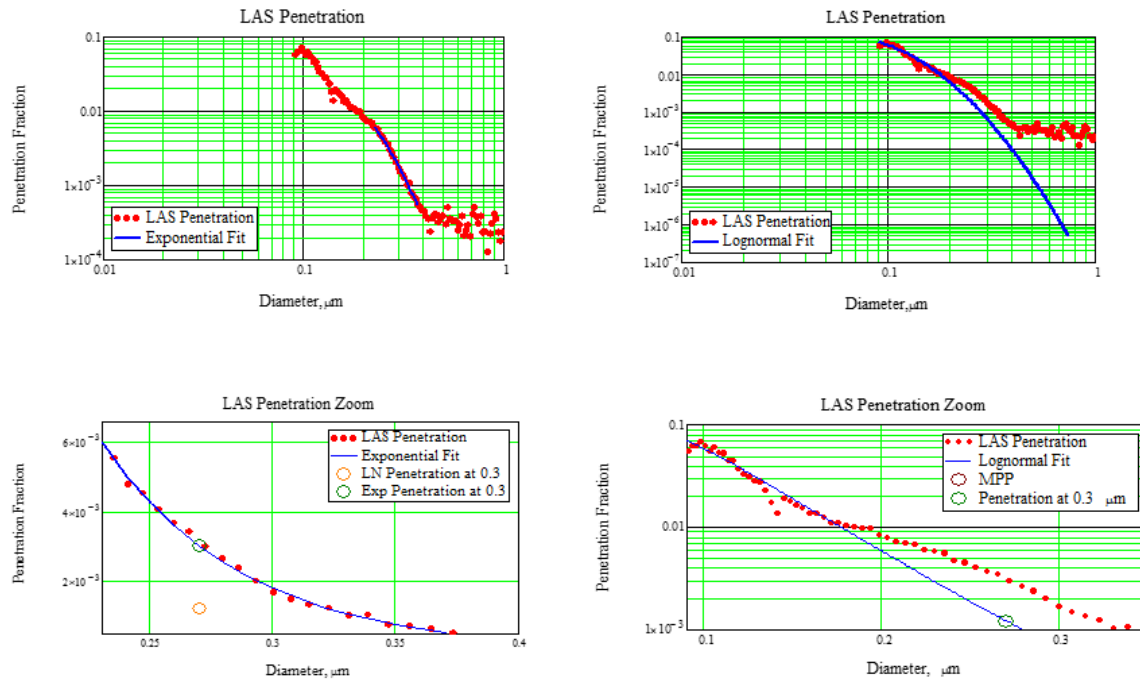 LAS Penetration
Penetration Fraction
0.1
0.01
1×10⁻³
1×10⁻⁴
LAS Penetration
Exponential Fit
0.01
0.1
1
Diameter,μm
LAS Penetration
Penetration Fraction
0.1
0.01
1×10⁻³
1×10⁻⁴
1×10⁻⁵
1×10⁻⁶
1×10⁻⁷
LAS Penetration
Lognormal Fit
0.01
0.1
1
Diameter,μm
LAS Penetration Zoom
Penetration Fraction
6×10⁻³
4×10⁻³
2×10⁻³
LAS Penetration
Exponential Fit
LN Penetration at 0.3
Exp Penetration at 0.3
0.25
0.3
0.35
0.4
Diameter,μm
LAS Penetration Zoom
Penetration Fraction
0.1
0.01
1×10⁻³
LAS Penetration
Lognormal Fit
MPP
Penetration at 0.3 μm
0.1
0.2
0.3
Diameter, μm